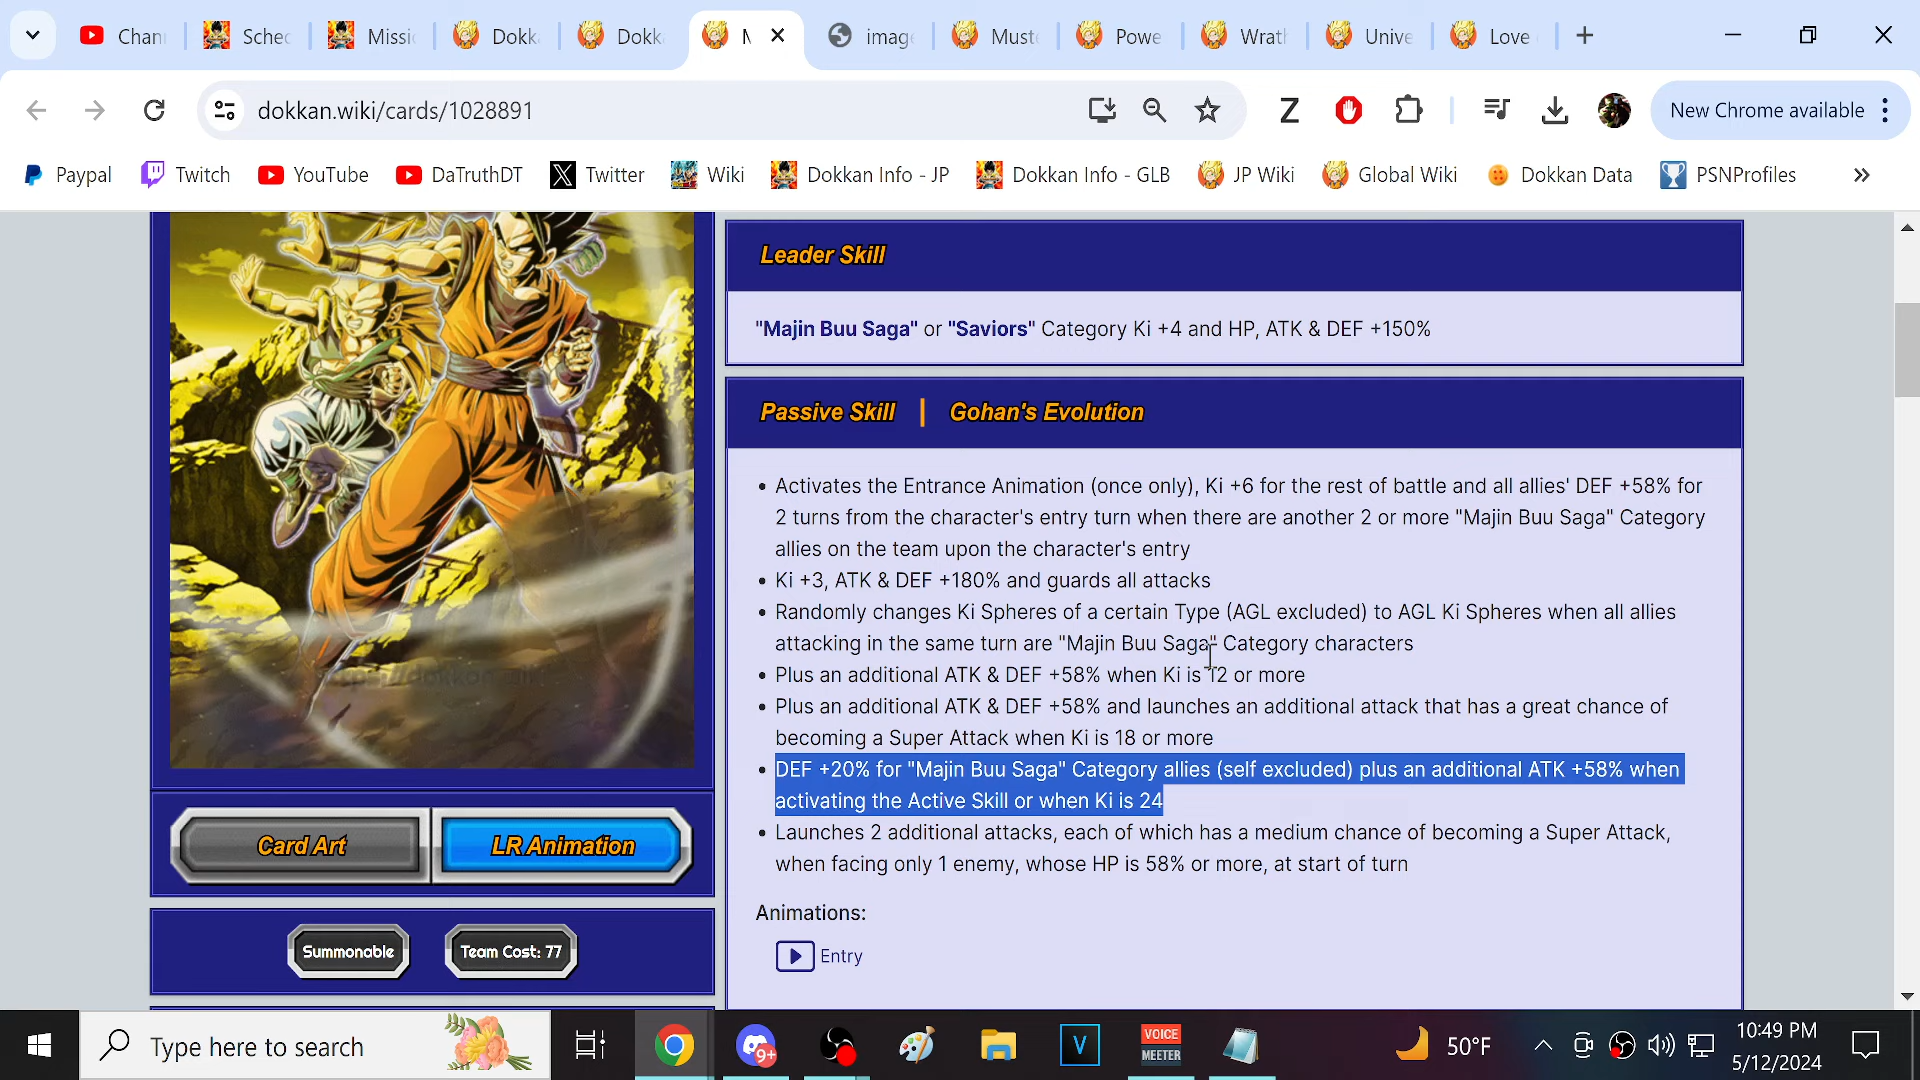 Chann
Sched
Missio
Dokka
Dokka
M
image
Muste
Powe
Wrath
Unive
Love
dokkan.wiki/cards/1028891
Z
New Chrome available
Paypal
Twitch
YouTube
DaTruthDT
Twitter
Wiki
Dokkan Info - JP
Dokkan Info - GLB
JP Wiki
Global Wiki
Dokkan Data
PSNProfiles
Leader Skill
"Majin Buu Saga" or "Saviors" Category Ki +4 and HP, ATK & DEF +150%
Passive Skill | Gohan's Evolution
• Activates the Entrance Animation (once only), Ki +6 for the rest of battle and all allies' DEF +58% for
2 turns from the character's entry turn when there are another 2 or more "Majin Buu Saga" Category
allies on the team upon the character's entry
• Ki +3, ATK & DEF +180% and guards all attacks
• Randomly changes Ki Spheres of a certain Type (AGL excluded) to AGL Ki Spheres when all allies
attacking in the same turn are "Majin Buu Saga" Category characters
• Plus an additional ATK & DEF +58% when Ki is 12 or more
• Plus an additional ATK & DEF +58% and launches an additional attack that has a great chance of
becoming a Super Attack when Ki is 18 or more
• DEF +20% for "Majin Buu Saga" Category allies (self excluded) plus an additional ATK +58% when
activating the Active Skill or when Ki is 24
• Launches 2 additional attacks, each of which has a medium chance of becoming a Super Attack,
when facing only 1 enemy, whose HP is 58% or more, at start of turn
Animations:
Entry
Card Art
LR Animation
Summonable
Team Cost: 77
Type here to search
9+
V
VOICE
MEETER
50°F
10:49 PM
5/12/2024